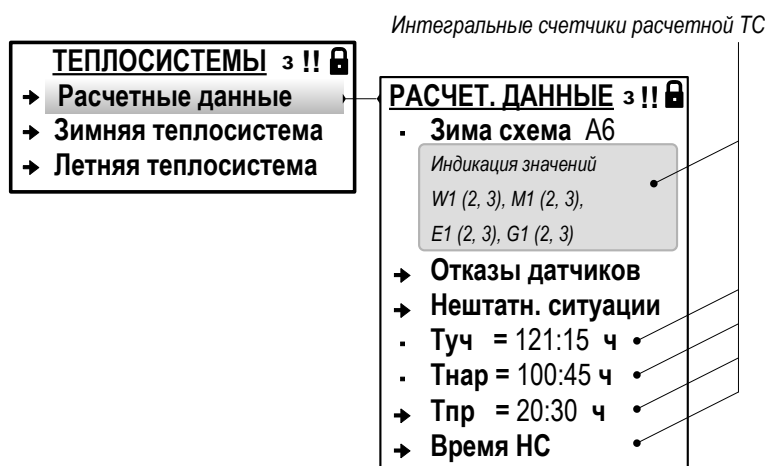 Интегральные счетчики расчетной ТС
ТЕПЛОСИСТЕМЫ з !!
Расчетные данные
Зимняя теплосистема
Летняя теплосистема
РАСЧЕТ. ДАННЫЕ з !!
Зима схема А6
Индикация значений
W1 (2, 3), M1 (2, 3),
E1 (2, 3), G1 (2, 3)
Отказы датчиков
Нештатн. ситуации
Туч = 121:15 ч
Тнар = 100:45 ч
Тпр = 20:30 ч
Время НС